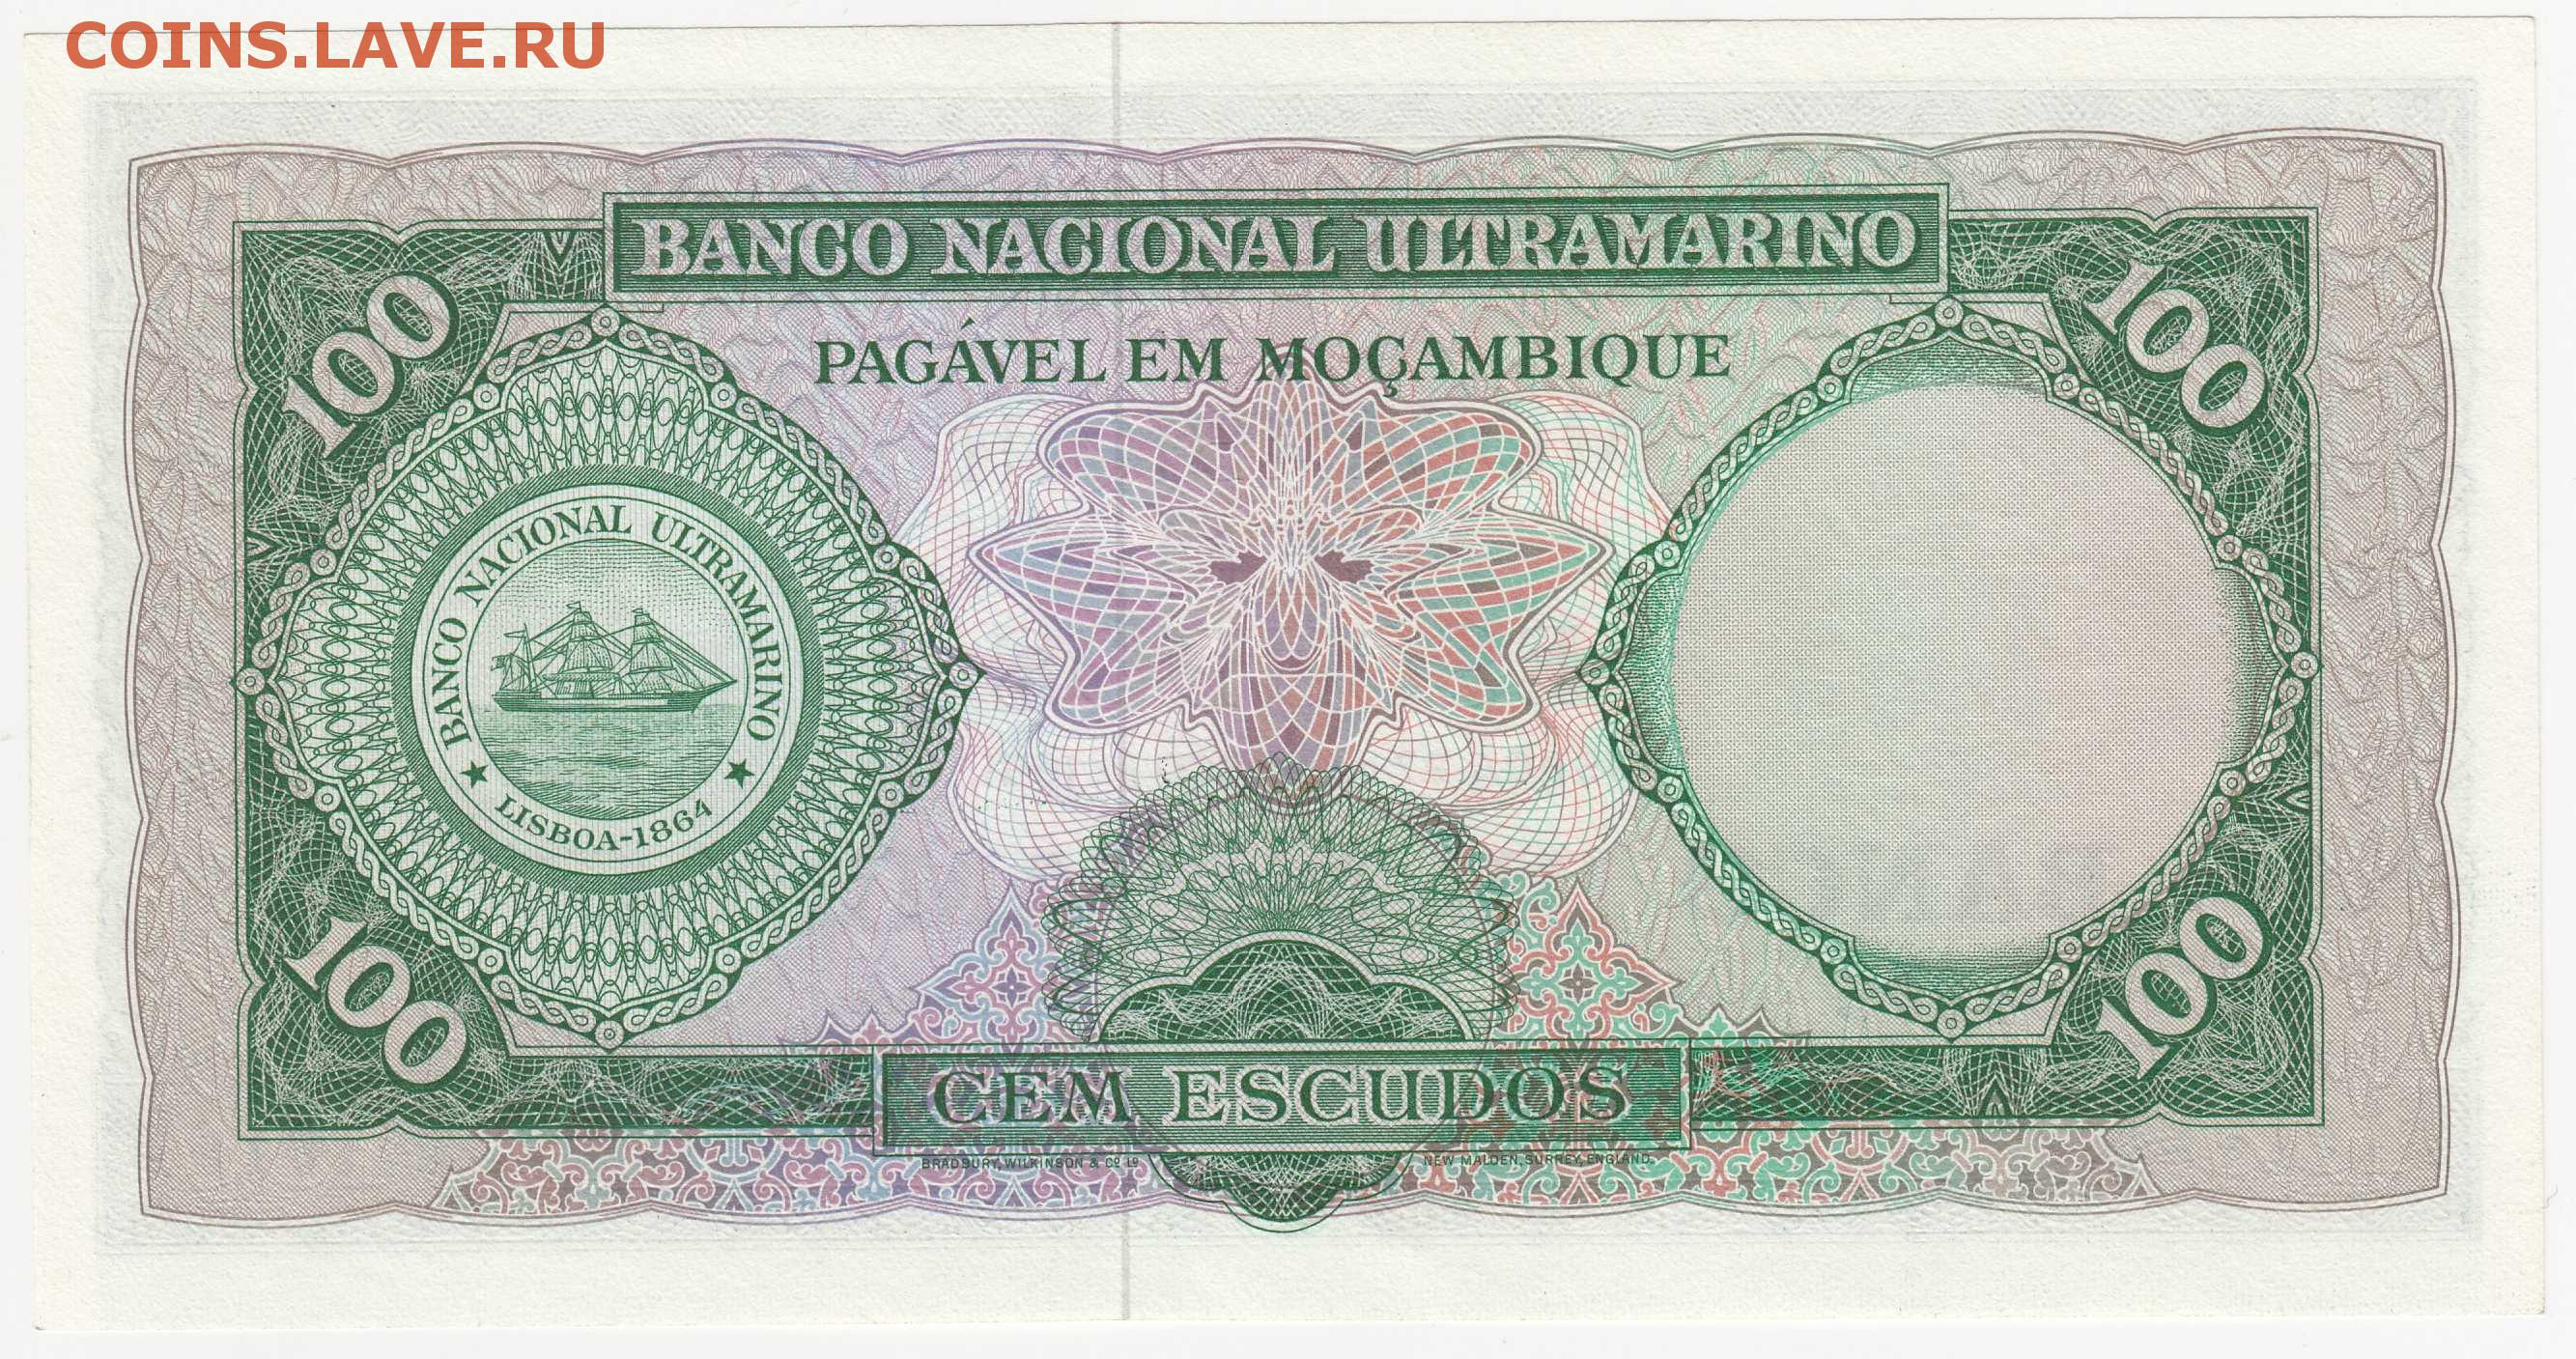 COINS.LAVE.RU
BANCO NACIONAL ULTRAMARINO
100
100
PAGÁVEL EM MOÇAMBIQUE
BANCO NACIONAL ULTRAMARINO
★ LISBOA-1864 ★
100
100
CEM ESCUDOS
BRADBURY, WILKINSON & Cº Lº NEW MALDEN, SURREY, ENGLAND.